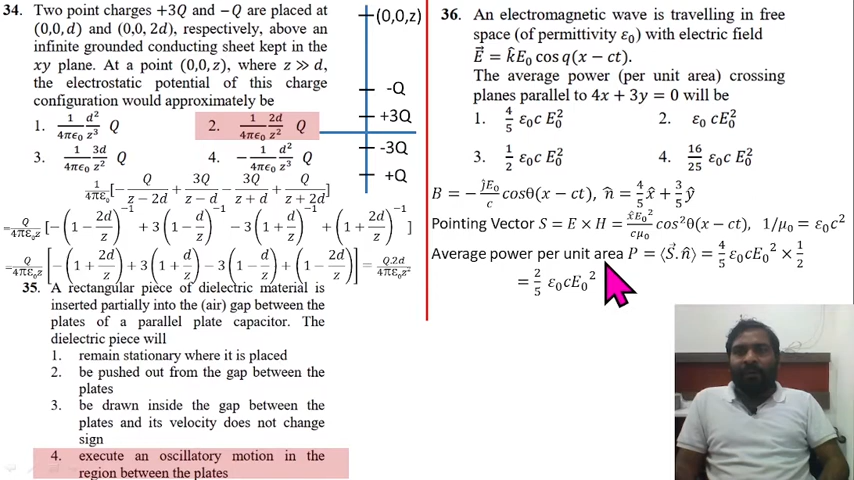 34. Two point charges +3Q and −Q are placed at
(0,0,d) and (0,0, 2d), respectively, above an
infinite grounded conducting sheet kept in the
xy plane. At a point (0,0,z), where z ≫ d,
the electrostatic potential of this charge
configuration would approximately be
1. 1/4πϵ₀ d²/z³ Q
2. 1/4πϵ₀ 2d/z² Q
3. 1/4πϵ₀ 3d/z² Q
4. −1/4πϵ₀ d²/z³ Q
1/4πƐ₀ [−Q/(z − 2d) + 3Q/(z − d) − 3Q/(z + d) + Q/(z + 2d)]
=Q/4πƐ₀z [−(1 − 2d/z)⁻¹ + 3(1 − d/z)⁻¹ − 3(1 + d/z)⁻¹ + (1 + 2d/z)⁻¹]
=Q/4πƐ₀z [−(1 + 2d/z) + 3(1 + d/z) − 3(1 − d/z) + (1 − 2d/z)] = Q.2d/4πƐ₀z²
35. A rectangular piece of dielectric material is
inserted partially into the (air) gap between the
plates of a parallel plate capacitor. The
dielectric piece will
1. remain stationary where it is placed
2. be pushed out from the gap between the
plates
3. be drawn inside the gap between the
plates and its velocity does not change
sign
4. execute an oscillatory motion in the
region between the plates
(0,0,z)
-Q
+3Q
-3Q
+Q
36. An electromagnetic wave is travelling in free
space (of permittivity ε₀) with electric field
E⃗ = k̂E₀ cos q(x − ct).
The average power (per unit area) crossing
planes parallel to 4x + 3y = 0 will be
1. 4/5 ε₀c E₀²
2. ε₀ cE₀²
3. 1/2 ε₀c E₀²
4. 16/25 ε₀c E₀²
B = −ĵE₀/c cosθ(x − ct), n̂ = 4/5 x̂ + 3/5 ŷ
Pointing Vector S = E × H = x̂E₀²/cμ₀ cos²θ(x − ct), 1/μ₀ = ε₀c²
Average power per unit area P = ⟨S⃗.n̂⟩ = 4/5 ε₀cE₀² × 1/2
= 2/5 ε₀cE₀²